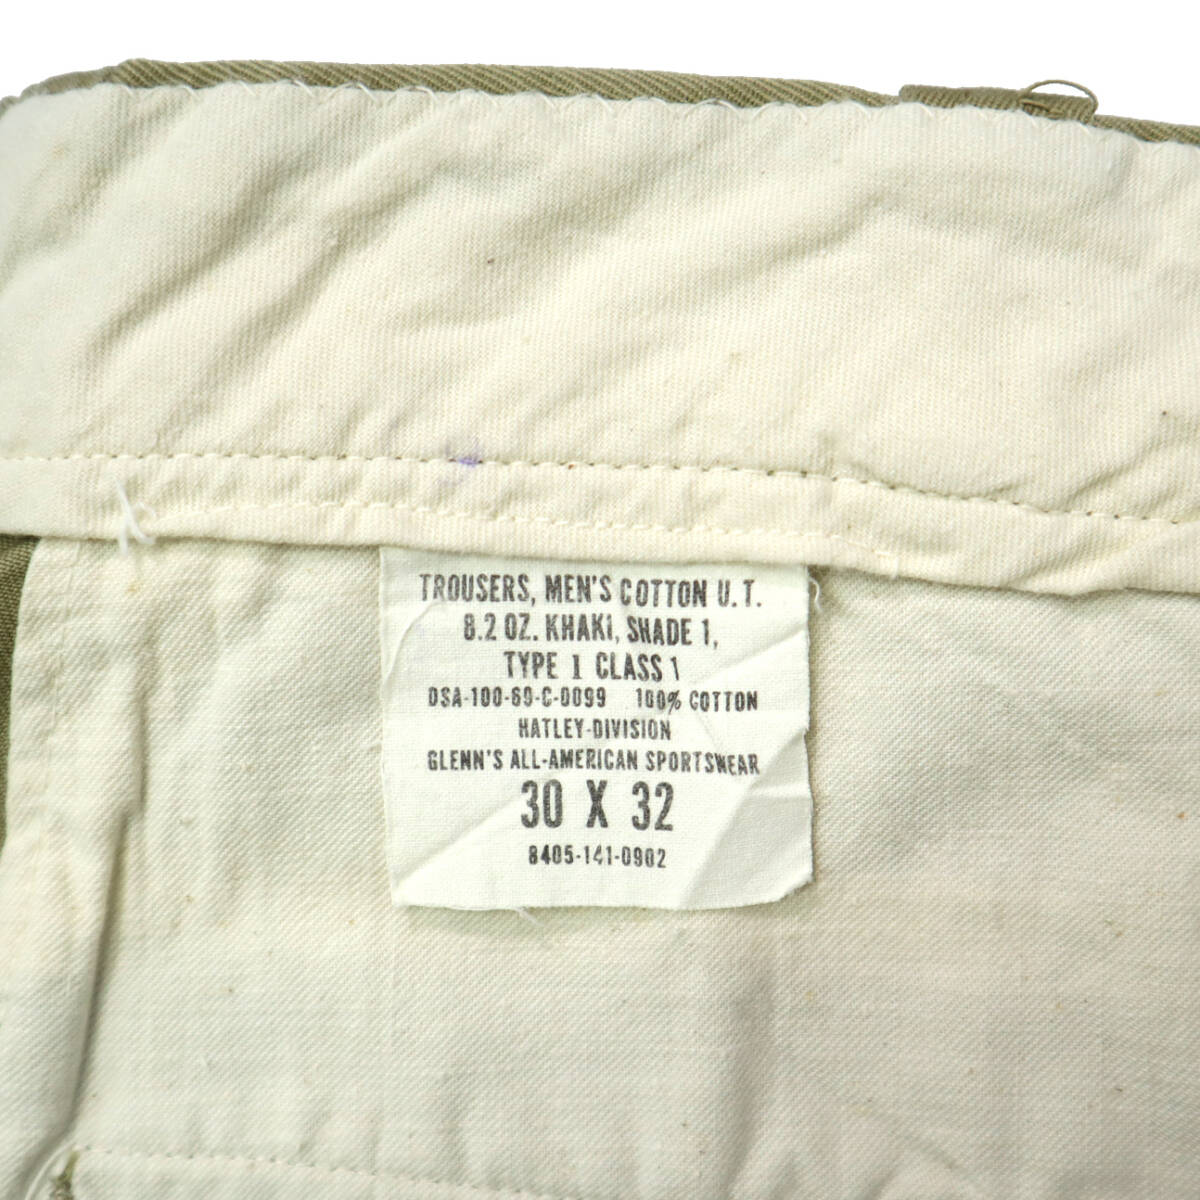 TROUSERS, MEN'S COTTON U.T.
8.2 OZ. KHAKI, SHADE 1,
TYPE 1 CLASS 1
DSA-100-69-C-0099 100% COTTON
HATLEY-DIVISION
GLENN'S ALL-AMERICAN SPORTSWEAR
30 X 32
8405-141-0902